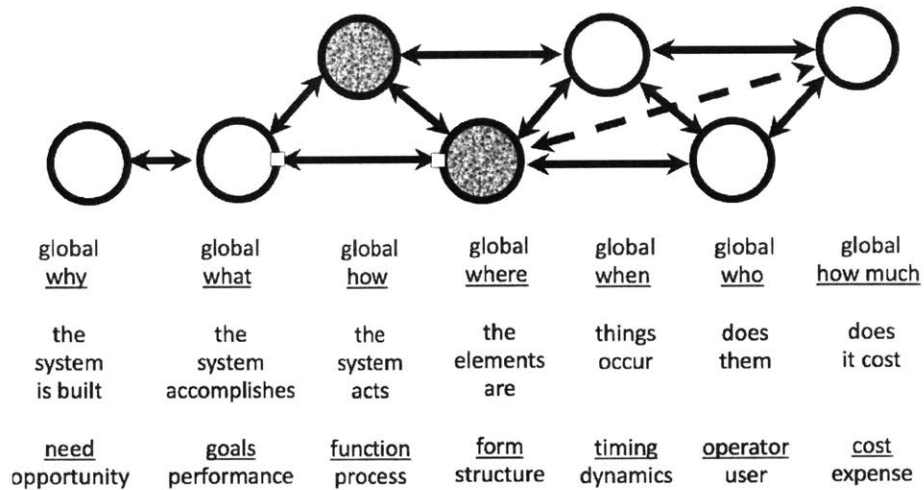 global global global global global global global
why what how where when who how much
the the the the things does does
system system system elements occur them it cost
is built accomplishes acts are
need goals function form timing operator cost
opportunity performance process structure dynamics user expense